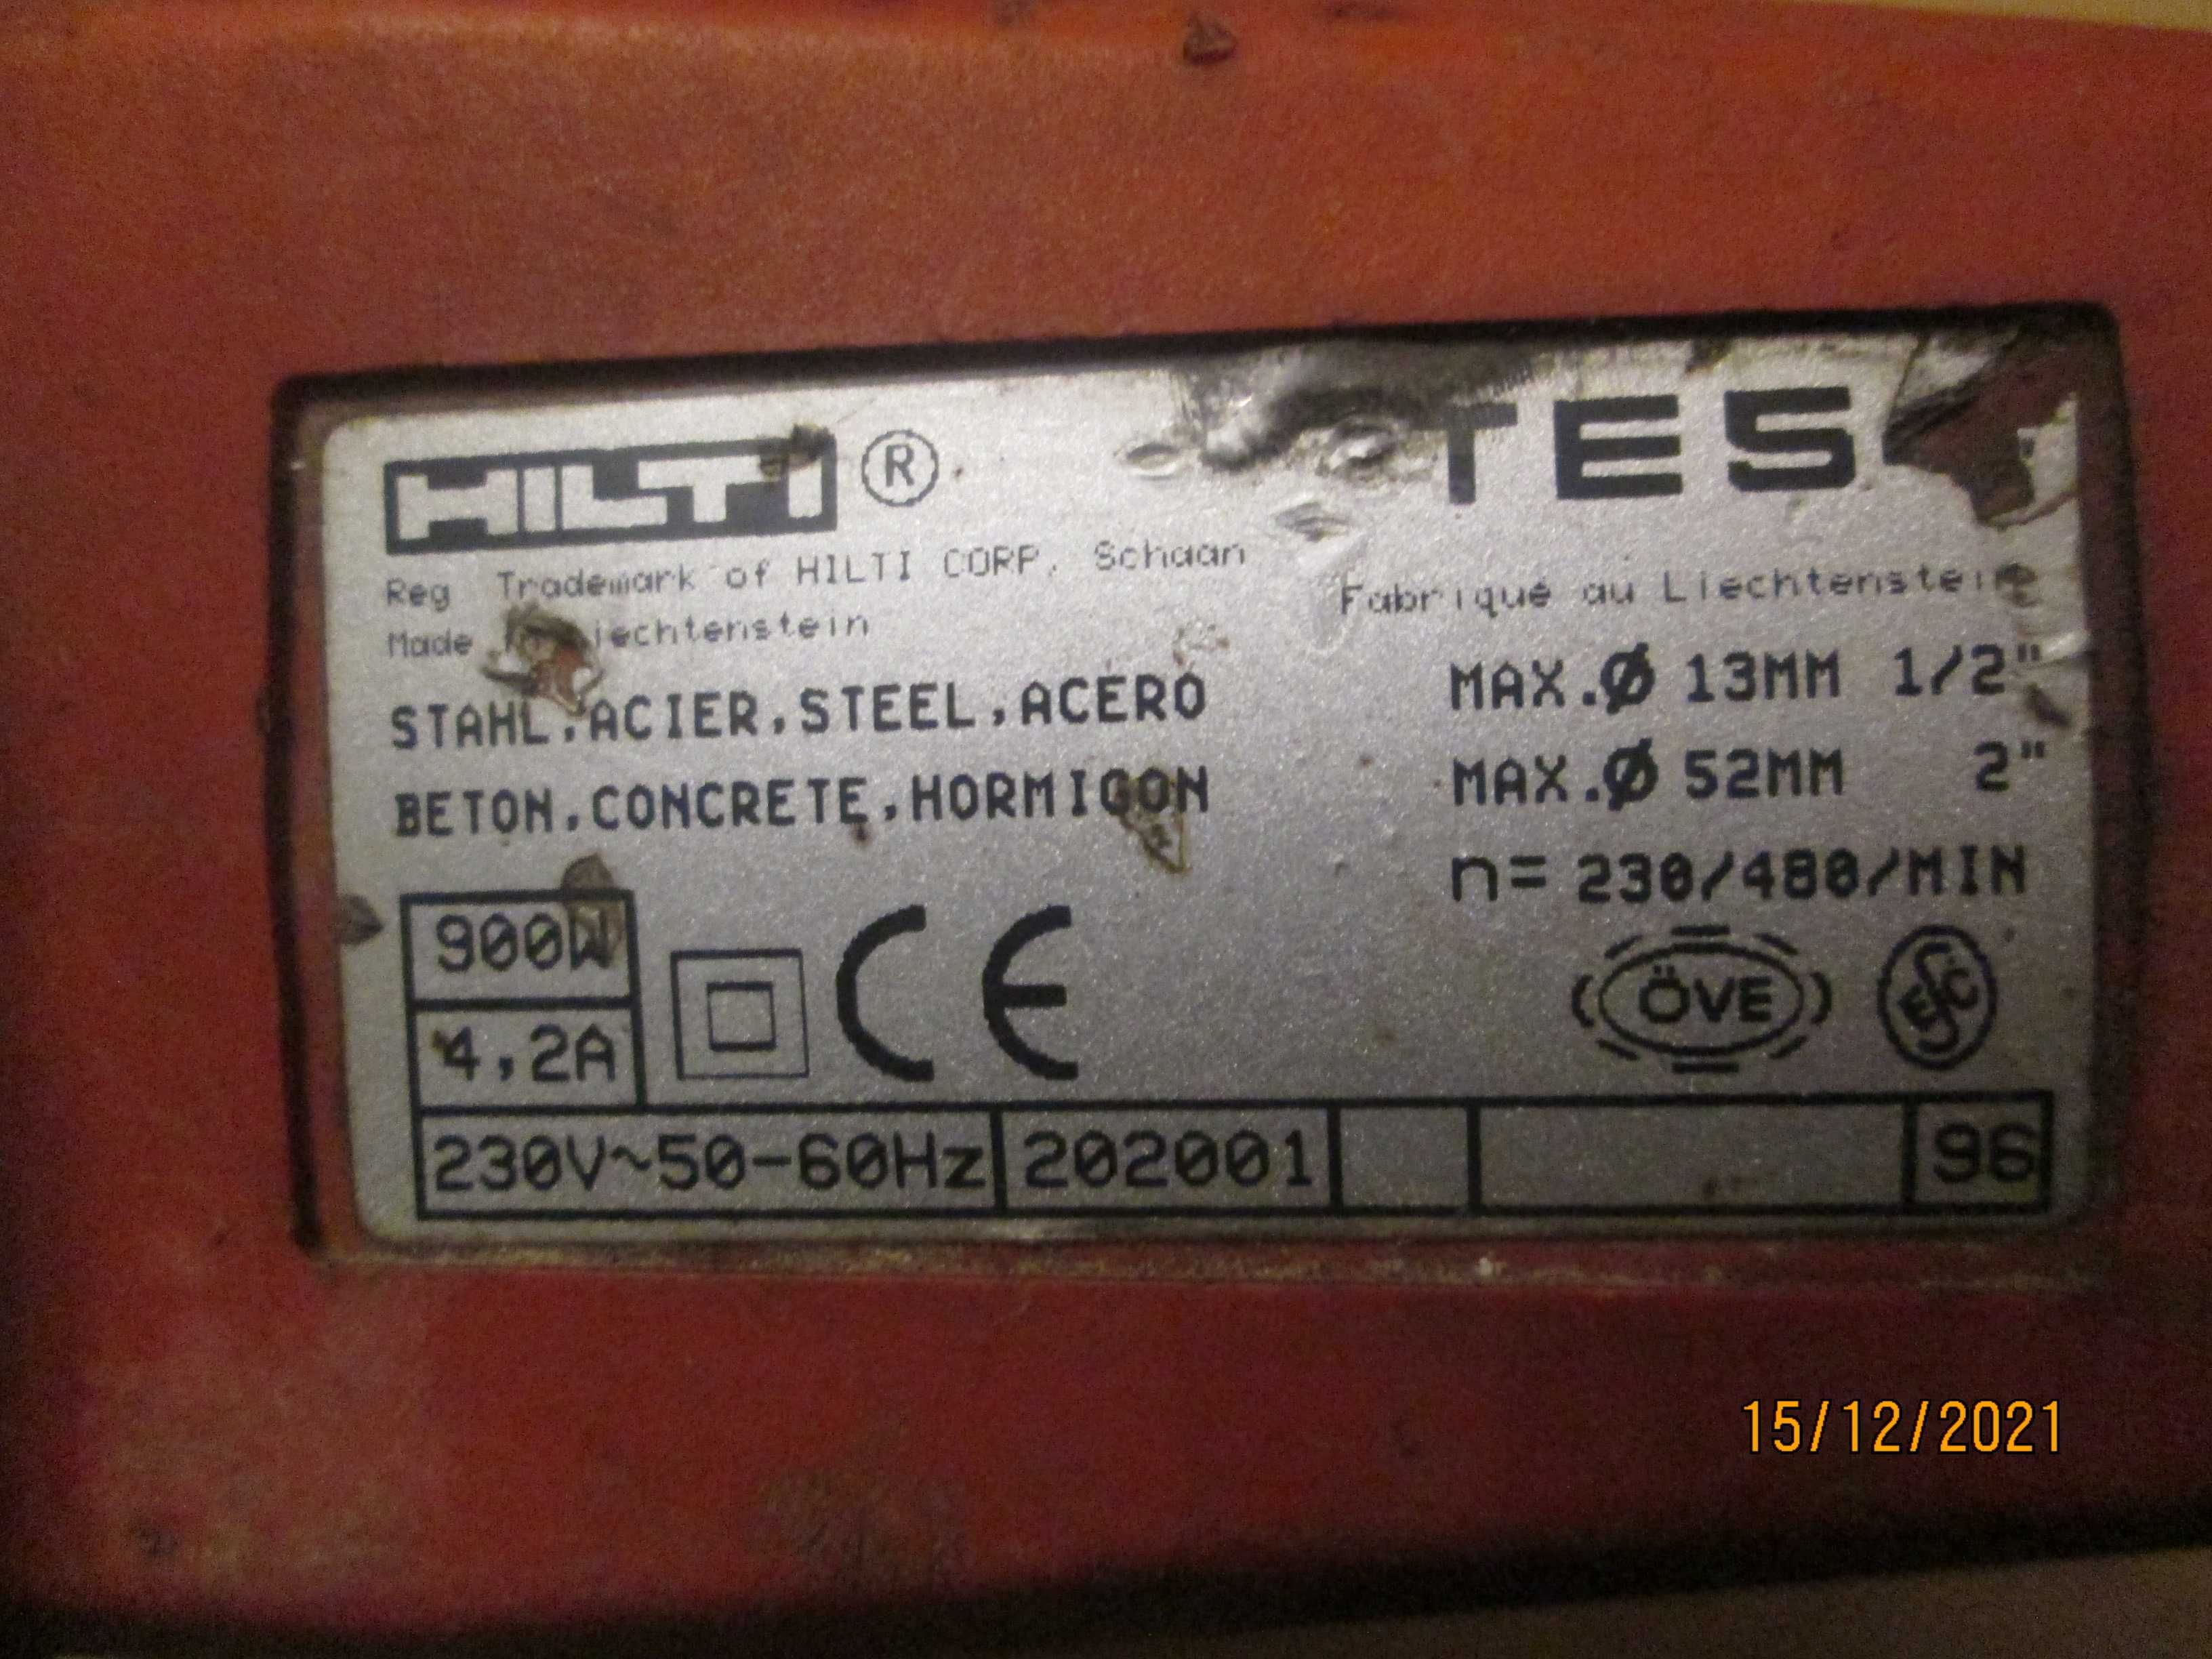 HILTI ® TE5
Reg Trademark of HILTI CORP. Schaan
Made Liechtenstein
Fabriqué au Liechtenstein
STAHL,ACIER,STEEL,ACERO MAX.Ø 13MM 1/2"
BETON,CONCRETE,HORMIGON MAX.Ø 52MM 2"
n= 230/480/MIN
900W
4,2A
CE
ÖVE
230V~50-60Hz 202001 96
15/12/2021